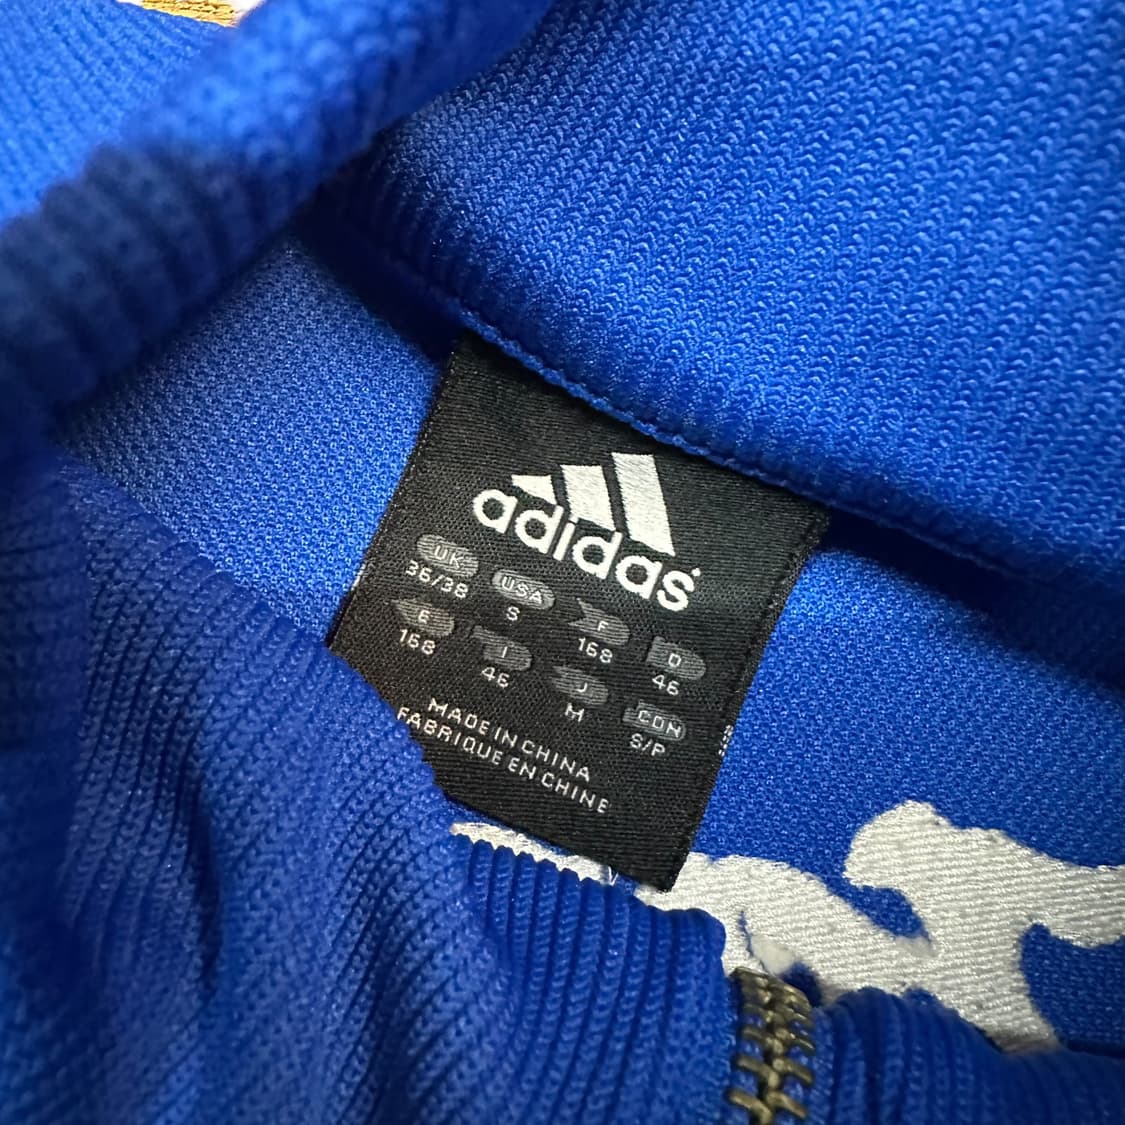 adidas
UK USA F D
36/38 S 168 46
E I J CDN
168 46 M S/P
MADE IN CHINA
FABRIQUE EN CHINE